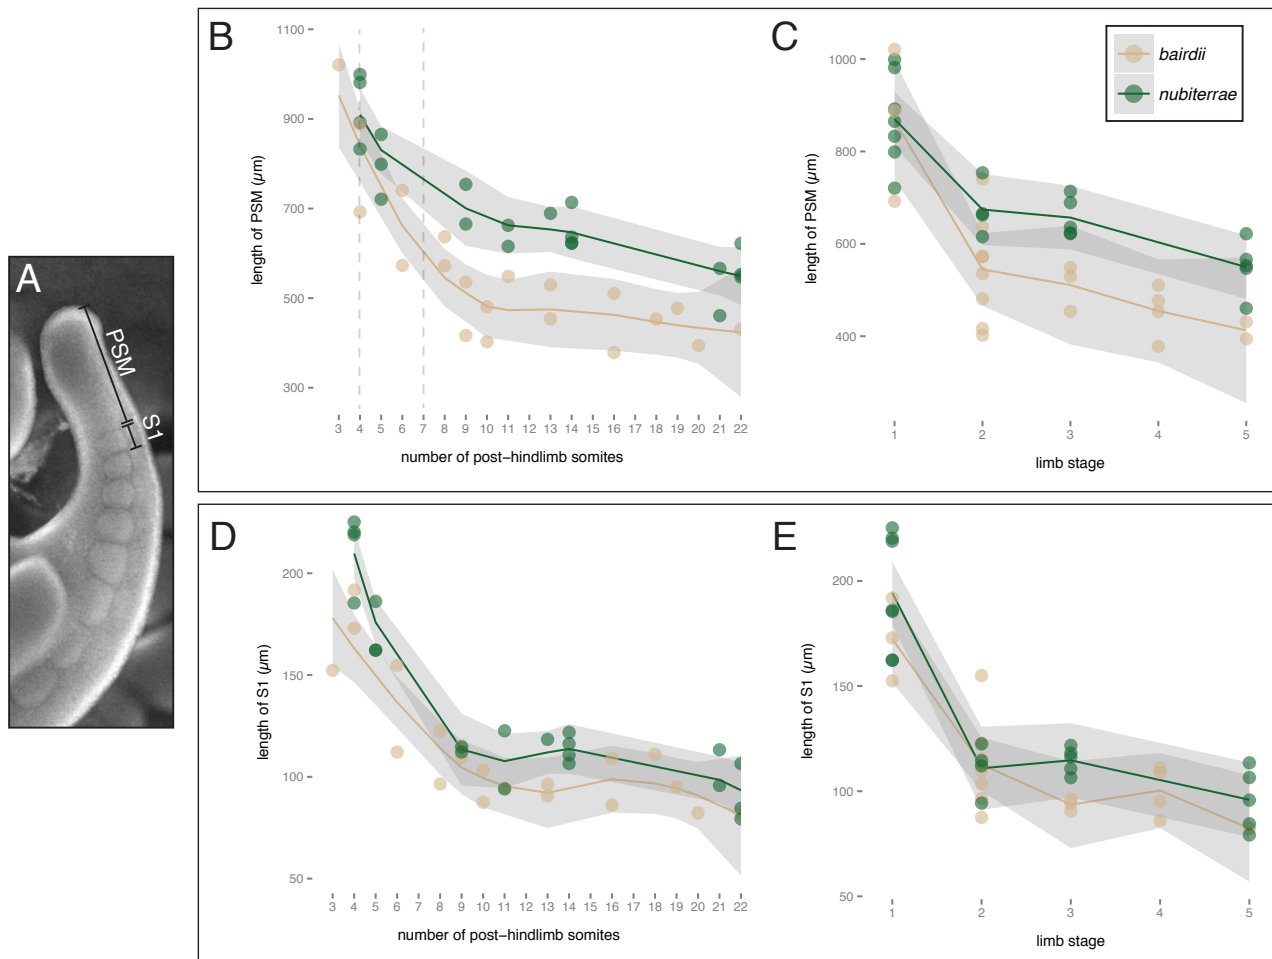 A
PSM
S1
B
1100
900
700
500
300
length of PSM (µm)
3 4 5 6 7 8 9 10 11 12 13 14 15 16 17 18 19 20 21 22
number of post−hindlimb somites
C
1000
800
600
400
length of PSM (µm)
1 2 3 4 5
limb stage
bairdii
nubiterrae
D
200
150
100
50
length of S1 (µm)
3 4 5 6 7 8 9 10 11 12 13 14 15 16 17 18 19 20 21 22
number of post−hindlimb somites
E
200
150
100
50
length of S1 (µm)
1 2 3 4 5
limb stage